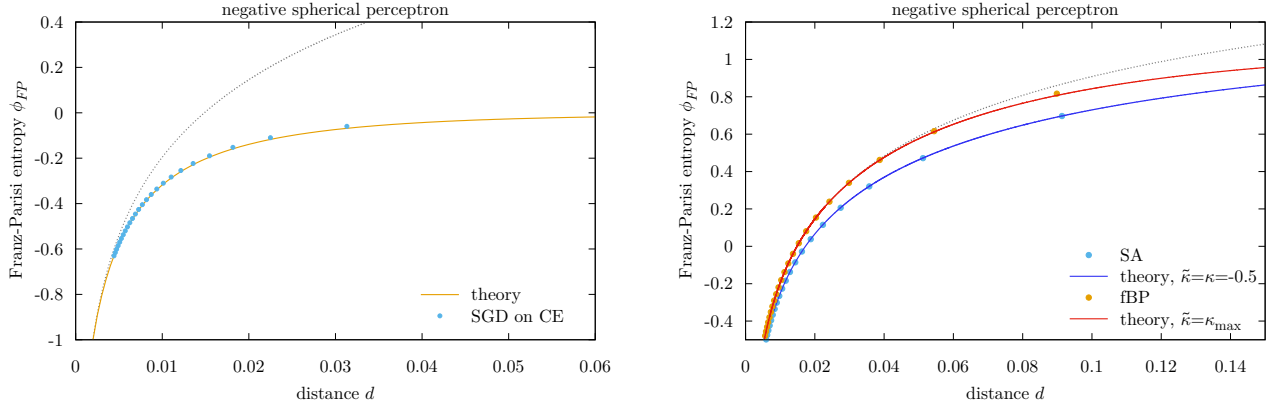 negative spherical perceptron
Franz-Parisi entropy ϕ_FP
0.4
0.2
0
-0.2
-0.4
-0.6
-0.8
-1
theory
SGD on CE
0 0.01 0.02 0.03 0.04 0.05 0.06
distance d
negative spherical perceptron
Franz-Parisi entropy ϕ_FP
1.2
1
0.8
0.6
0.4
0.2
0
-0.2
-0.4
SA
theory, κ̃=κ=-0.5
fBP
theory, κ̃=κ_max
0 0.02 0.04 0.06 0.08 0.1 0.12 0.14
distance d